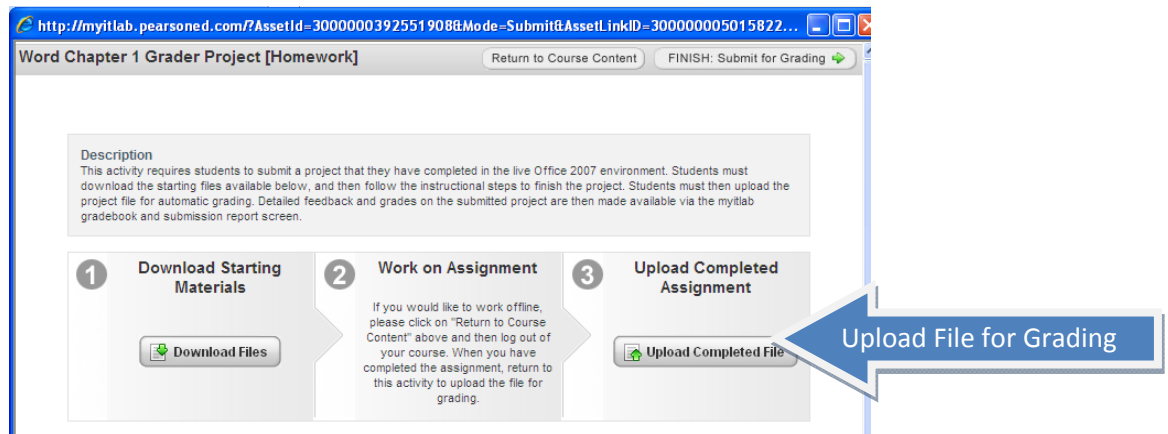 http://myitlab.pearsoned.com/?AssetId=3000000392551908&Mode=Submit&AssetLinkID=300000005015822...
Word Chapter 1 Grader Project [Homework]
Return to Course Content
FINISH: Submit for Grading
Description
This activity requires students to submit a project that they have completed in the live Office 2007 environment. Students must
download the starting files available below, and then follow the instructional steps to finish the project. Students must then upload the
project file for automatic grading. Detailed feedback and grades on the submitted project are then made available via the myitlab
gradebook and submission report screen.
1
Download Starting
Materials
Download Files
2
Work on Assignment
If you would like to work offline,
please click on "Return to Course
Content" above and then log out of
your course. When you have
completed the assignment, return to
this activity to upload the file for
grading.
3
Upload Completed
Assignment
Upload Completed File
Upload File for Grading